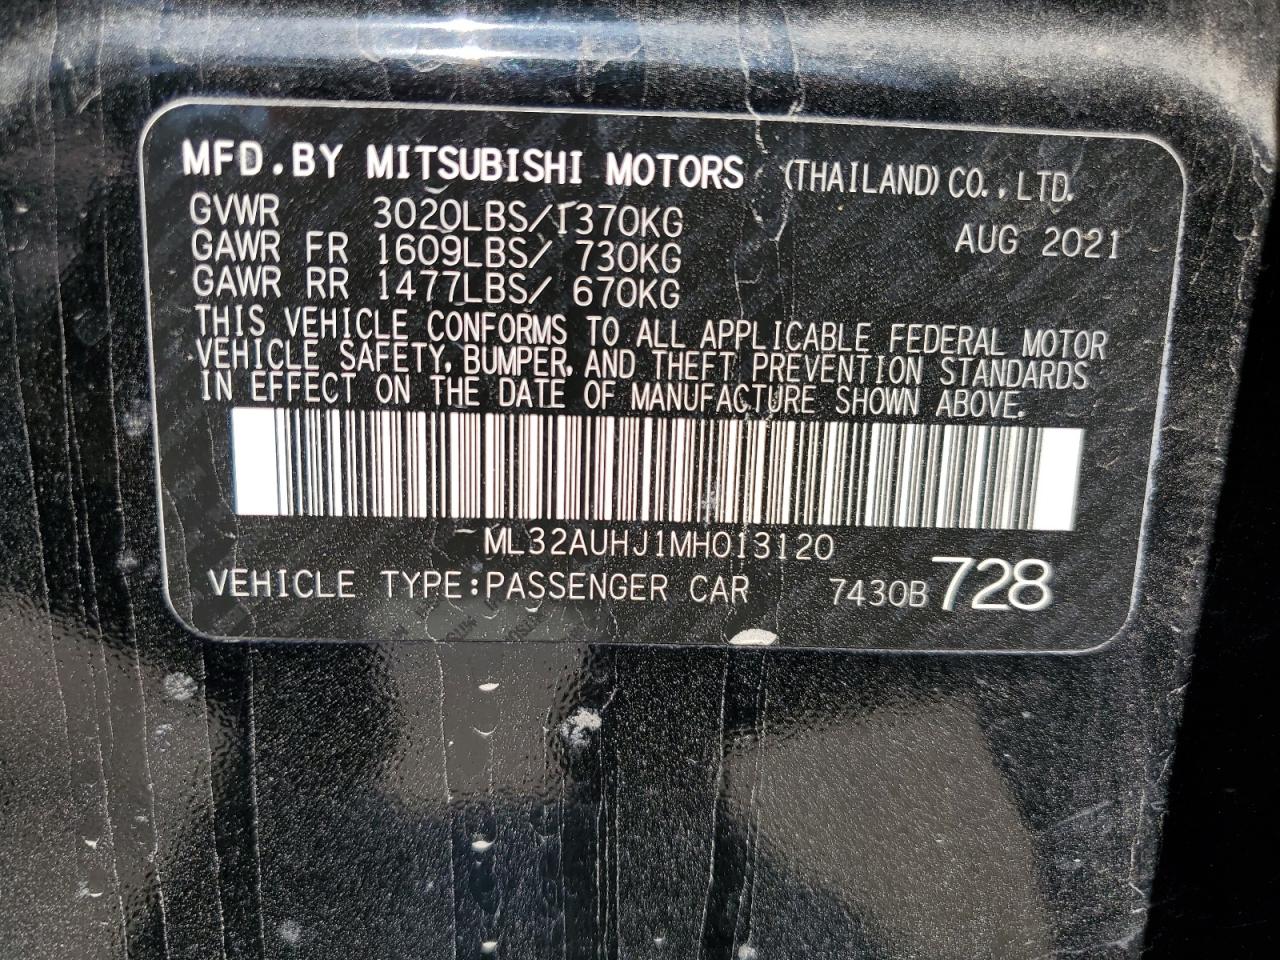 MFD.BY MITSUBISHI MOTORS (THAILAND) CO., LTD.
GVWR 3020LBS/1370KG AUG 2021
GAWR FR 1609LBS/ 730KG
GAWR RR 1477LBS/ 670KG
THIS VEHICLE CONFORMS TO ALL APPLICABLE FEDERAL MOTOR
VEHICLE SAFETY, BUMPER, AND THEFT PREVENTION STANDARDS
IN EFFECT ON THE DATE OF MANUFACTURE SHOWN ABOVE.
ML32AUHJ1MH013120
VEHICLE TYPE:PASSENGER CAR 7430B 728